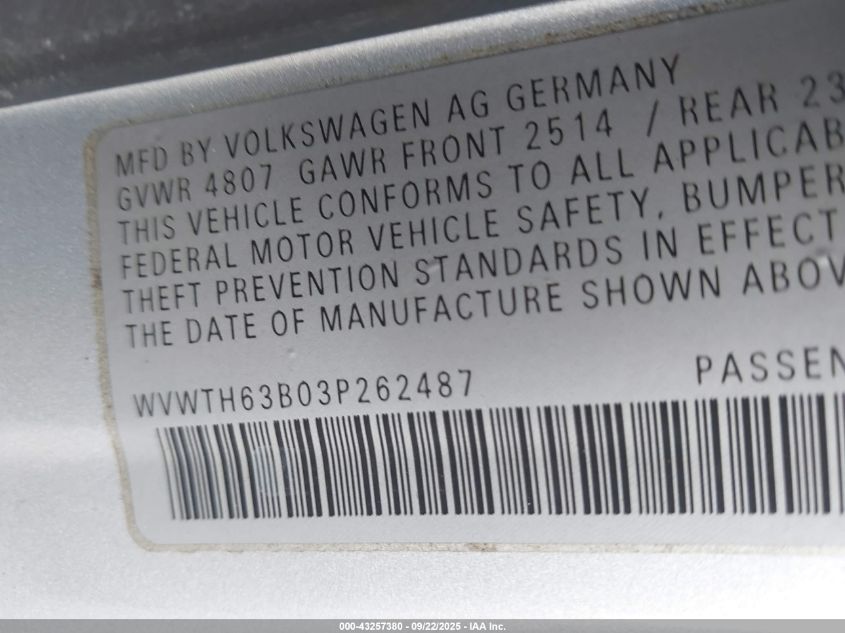 MFD BY VOLKSWAGEN AG GERMANY
GVWR 4807 GAWR FRONT 2514 / REAR 23
THIS VEHICLE CONFORMS TO ALL APPLICAB
FEDERAL MOTOR VEHICLE SAFETY, BUMPER
THEFT PREVENTION STANDARDS IN EFFECT
THE DATE OF MANUFACTURE SHOWN ABOV
WVWTH63B03P262487 PASSEN
000-43257380 - 09/22/2025 - IAA Inc.